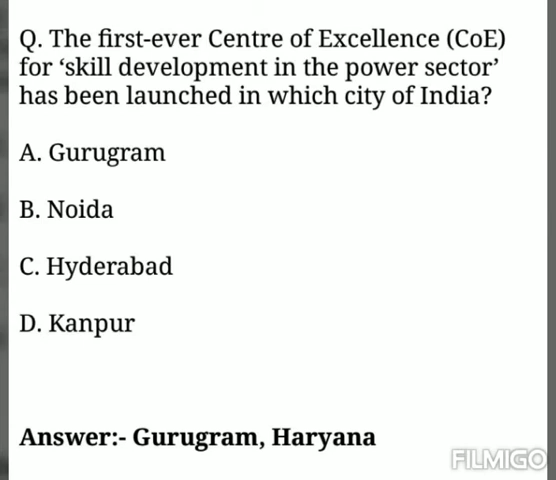 Q. The first-ever Centre of Excellence (CoE)
for ‘skill development in the power sector’
has been launched in which city of India?
A. Gurugram
B. Noida
C. Hyderabad
D. Kanpur
Answer:- Gurugram, Haryana
FILMIGO